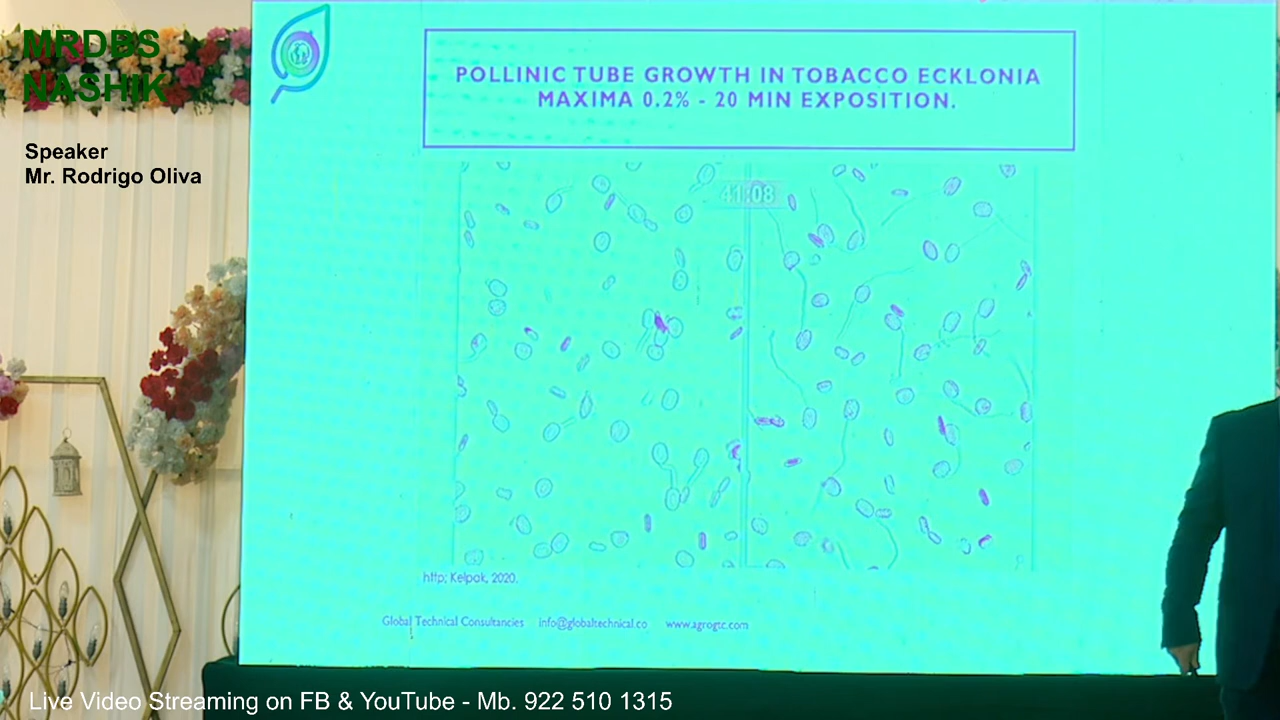 MRDBS
NASHIK
Speaker
Mr. Rodrigo Oliva
POLLINIC TUBE GROWTH IN TOBACCO ECKLONIA
MAXIMA 0.2% - 20 MIN EXPOSITION.
41:08
http; Kelpak, 2020.
Global Technical Consultancies info@globaltechnical.co www.agrogtc.com
Live Video Streaming on FB & YouTube - Mb. 922 510 1315